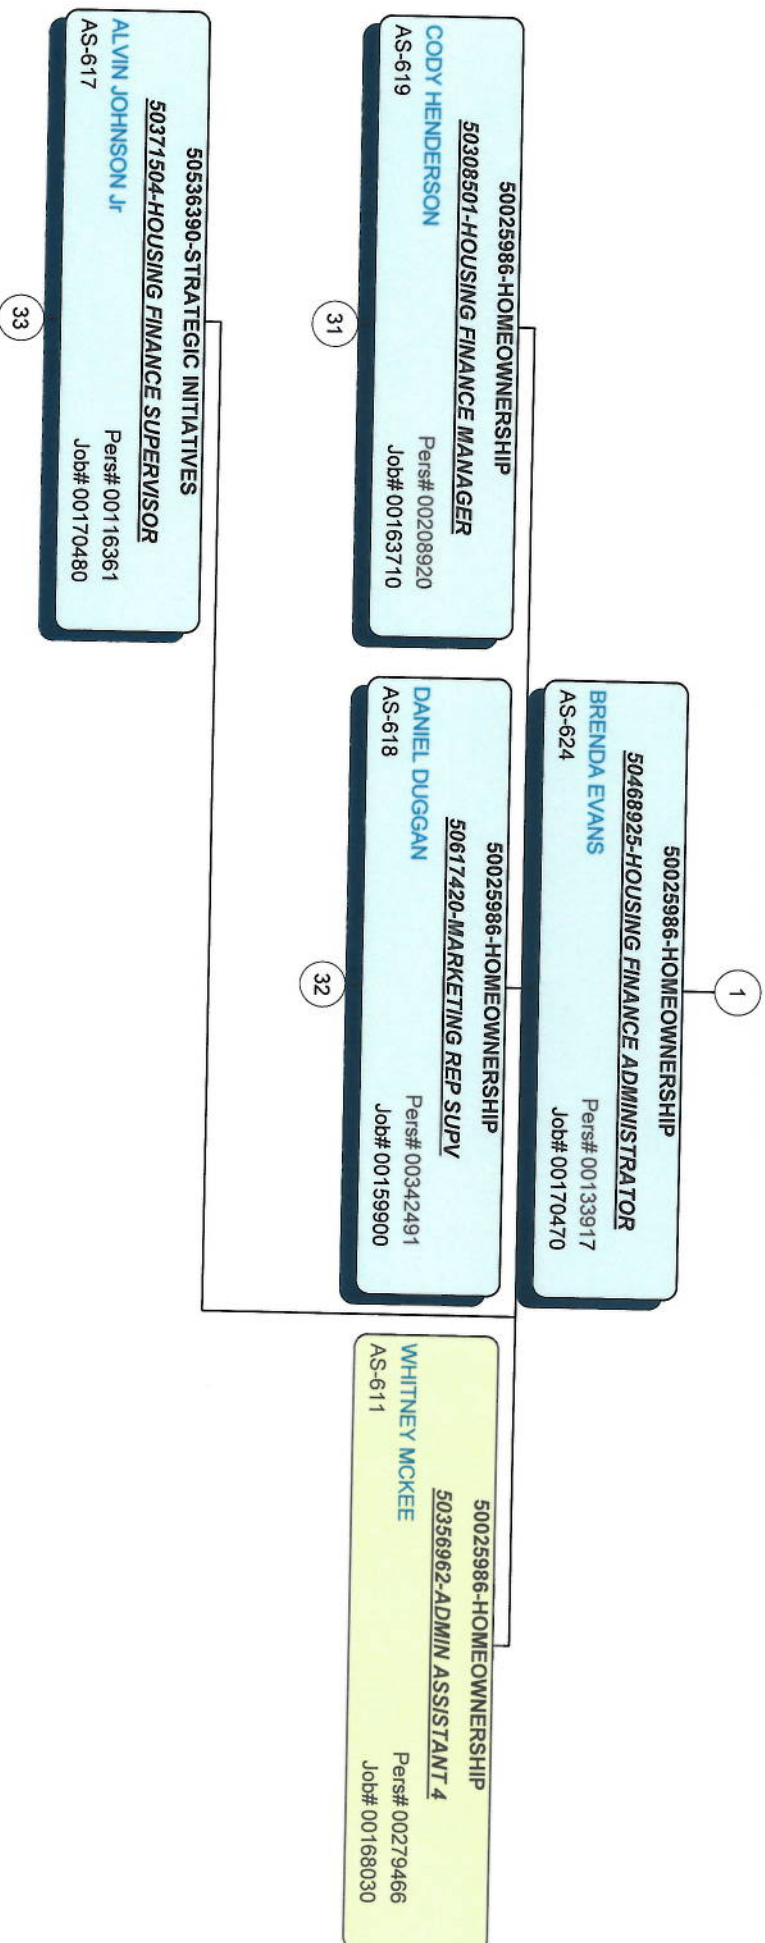 1
50025986-HOMEOWNERSHIP
50468925-HOUSING FINANCE ADMINISTRATOR
BRENDA EVANS
Pers# 00133917
AS-624
Job# 00170470
50025986-HOMEOWNERSHIP
50308501-HOUSING FINANCE MANAGER
CODY HENDERSON
Pers# 00208920
AS-619
Job# 00163710
31
50025986-HOMEOWNERSHIP
50617420-MARKETING REP SUPV
DANIEL DUGGAN
Pers# 00342491
AS-618
Job# 00159900
32
50025986-HOMEOWNERSHIP
50356962-ADMIN ASSISTANT 4
WHITNEY MCKEE
Pers# 00279466
AS-611
Job# 00168030
50536390-STRATEGIC INITIATIVES
50371504-HOUSING FINANCE SUPERVISOR
ALVIN JOHNSON Jr
Pers# 00116361
AS-617
Job# 00170480
33